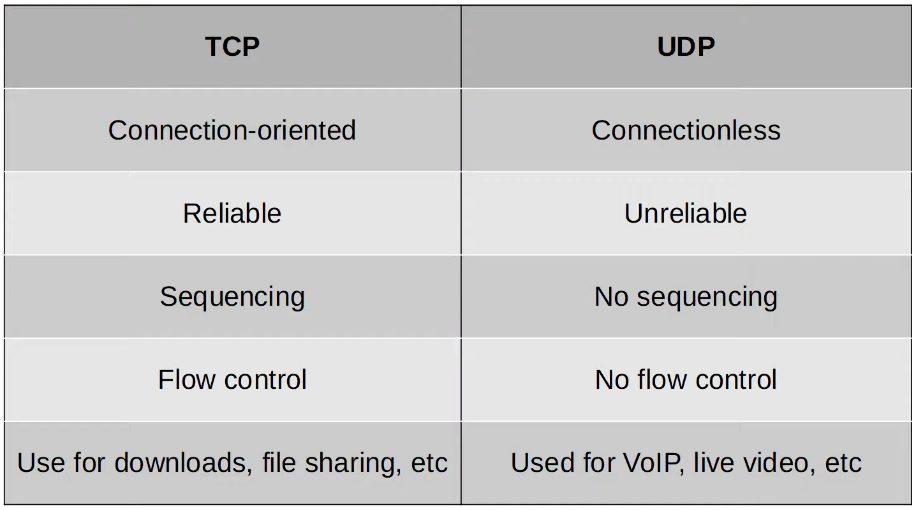 TCP UDP
Connection-oriented Connectionless
Reliable Unreliable
Sequencing No sequencing
Flow control No flow control
Use for downloads, file sharing, etc Used for VoIP, live video, etc